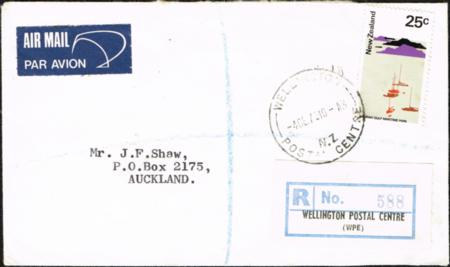 AIR MAIL
PAR AVION
New Zealand
25c
WELLINGTON
POSTAL CENTRE
N.Z.
Mr. J.F.Shaw,
P.O.Box 2175,
AUCKLAND.
R No. 588
WELLINGTON POSTAL CENTRE
(WPE)